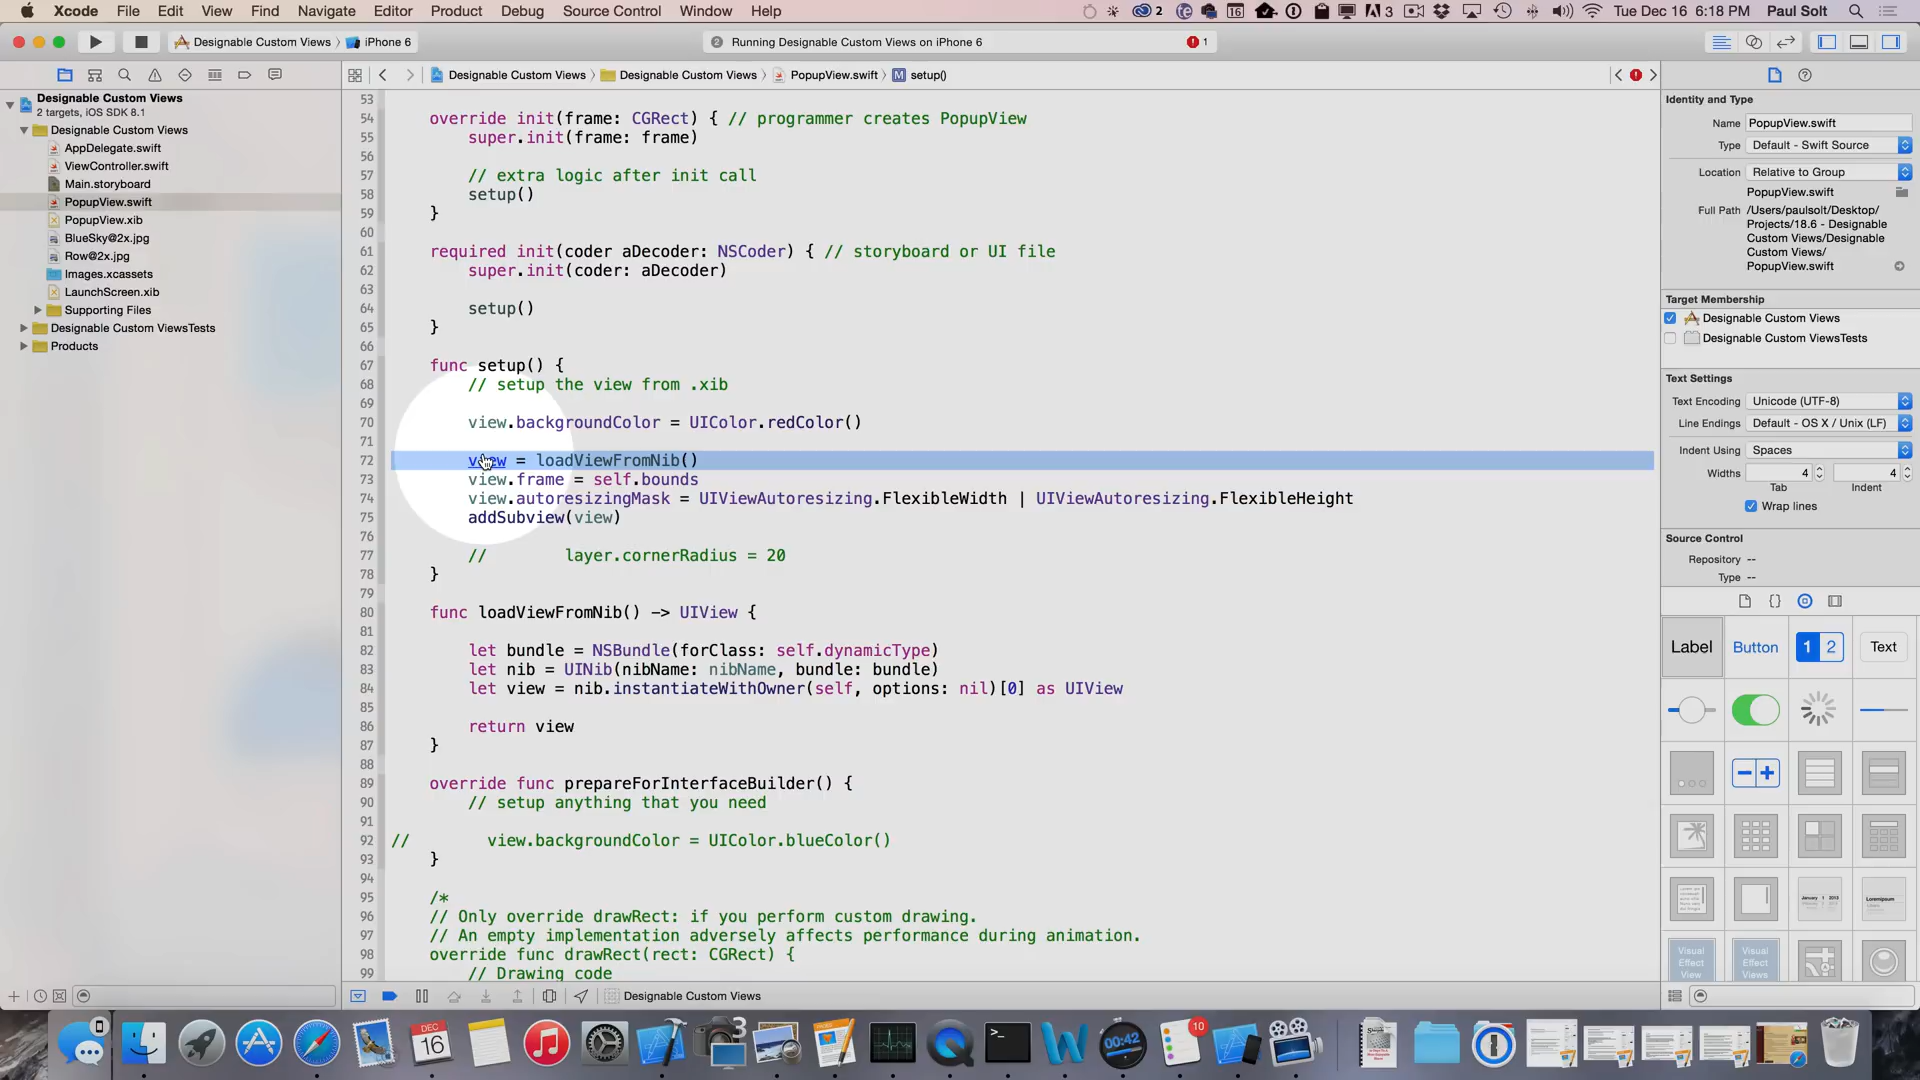 Xcode File Edit View Find Navigate Editor Product Debug Source Control Window Help
2 16 3 Tue Dec 16 6:18 PM Paul Solt
Designable Custom Views iPhone 6
2 Running Designable Custom Views on iPhone 6 1
Designable Custom Views Designable Custom Views PopupView.swift M setup()
Designable Custom Views
2 targets, iOS SDK 8.1
Designable Custom Views
AppDelegate.swift
ViewController.swift
Main.storyboard
PopupView.swift
PopupView.xib
BlueSky@2x.jpg
Row@2x.jpg
Images.xcassets
LaunchScreen.xib
Supporting Files
Designable Custom ViewsTests
Products
53
54 override init(frame: CGRect) { // programmer creates PopupView
55 super.init(frame: frame)
56
57 // extra logic after init call
58 setup()
59 }
60
61 required init(coder aDecoder: NSCoder) { // storyboard or UI file
62 super.init(coder: aDecoder)
63
64 setup()
65 }
66
67 func setup() {
68 // setup the view from .xib
69
70 view.backgroundColor = UIColor.redColor()
71
72 view = loadViewFromNib()
73 view.frame = self.bounds
74 view.autoresizingMask = UIViewAutoresizing.FlexibleWidth | UIViewAutoresizing.FlexibleHeight
75 addSubview(view)
76
77 // layer.cornerRadius = 20
78 }
79
80 func loadViewFromNib() -> UIView {
81
82 let bundle = NSBundle(forClass: self.dynamicType)
83 let nib = UINib(nibName: nibName, bundle: bundle)
84 let view = nib.instantiateWithOwner(self, options: nil)[0] as UIView
85
86 return view
87 }
88
89 override func prepareForInterfaceBuilder() {
90 // setup anything that you need
91
92 // view.backgroundColor = UIColor.blueColor()
93 }
94
95 /*
96 // Only override drawRect: if you perform custom drawing.
97 // An empty implementation adversely affects performance during animation.
98 override func drawRect(rect: CGRect) {
99 // Drawing code
Designable Custom Views
Identity and Type
Name PopupView.swift
Type Default - Swift Source
Location Relative to Group
PopupView.swift
Full Path /Users/paulsolt/Desktop/
Projects/18.6 - Designable
Custom Views/Designable
Custom Views/
PopupView.swift
Target Membership
Designable Custom Views
Designable Custom ViewsTests
Text Settings
Text Encoding Unicode (UTF-8)
Line Endings Default - OS X / Unix (LF)
Indent Using Spaces
Widths 4 4
Tab Indent
Wrap lines
Source Control
Repository --
Type --
{}
Label Button 1 2 Text
Visual Effect View Visual Effect Views
DEC 16 3 00:42 10